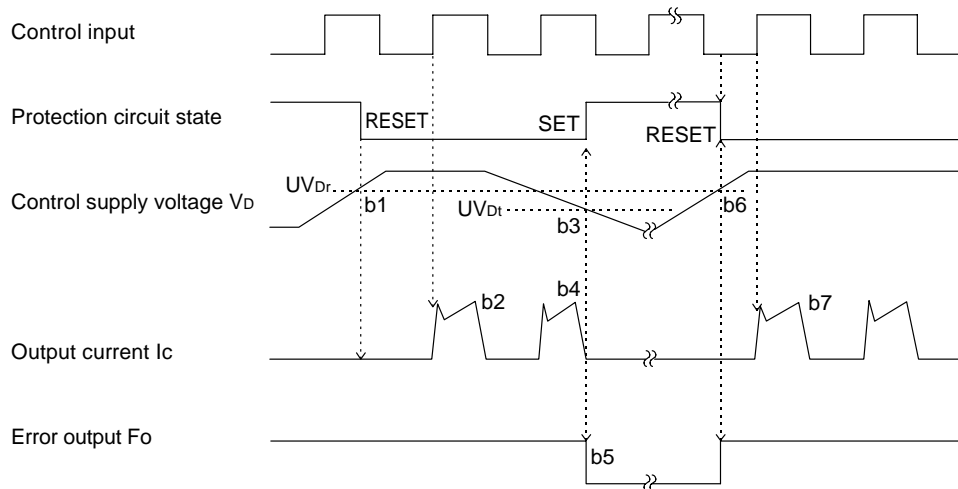 Control input
Protection circuit state
RESET
SET
RESET
Control supply voltage VD
UVDr
b1
UVDt
b3
b6
Output current Ic
b2
b4
b7
Error output Fo
b5